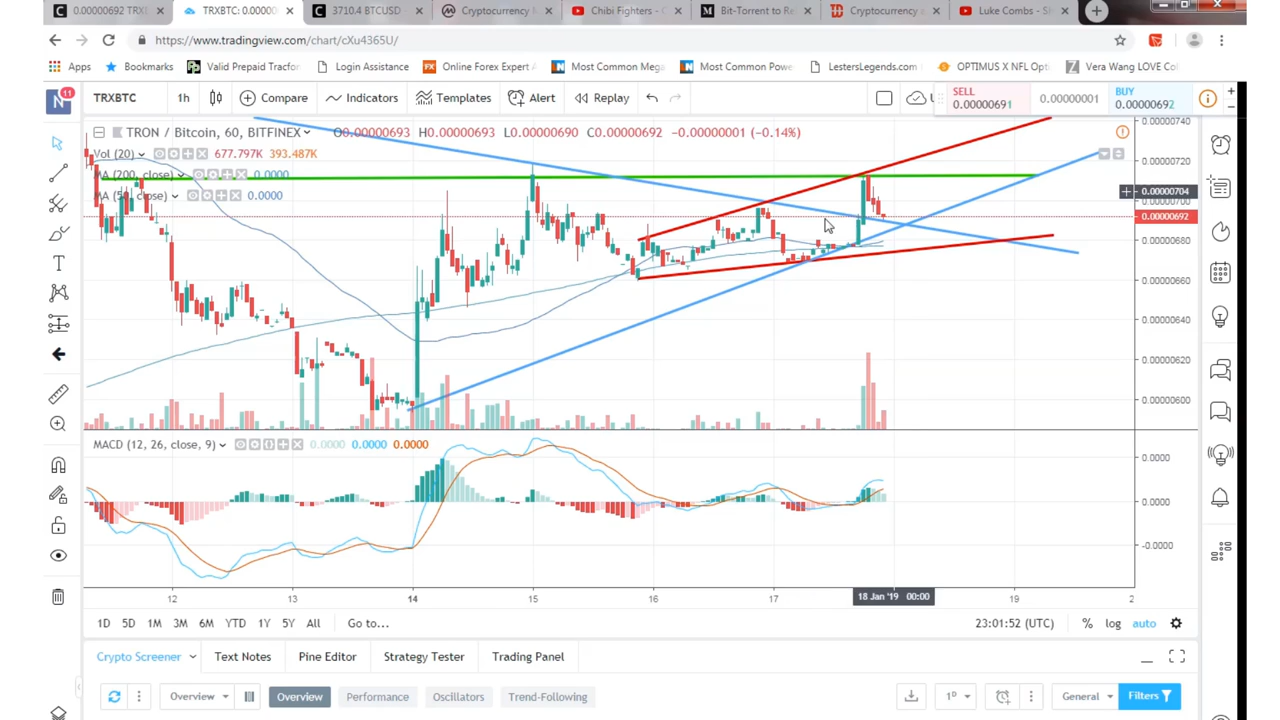 0.00000692 TRX
TRXBTC: 0.0000
3710.4 BTCUSD
Cryptocurrency M
Chibi Fighters - C
Bit-Torrent to Re
Cryptocurrency
Luke Combs - S
https://www.tradingview.com/chart/cXu4365U/
Apps Bookmarks Valid Prepaid Tracfor Login Assistance Online Forex Expert Most Common Mega Most Common Powe LestersLegends.com OPTIMUS X NFL Opti Vera Wang LOVE Col
N 11 TRXBTC 1h Compare Indicators Templates Alert Replay
SELL 0.00000691
0.00000001
BUY 0.00000692
TRON / Bitcoin, 60, BITFINEX O0.00000693 H0.00000693 L0.00000690 C0.00000692 −0.00000001 (−0.14%)
Vol (20) 677.797K 393.487K
MA (200, close) 0.0000
MA (50, close) 0.0000
0.00000740
0.00000720
0.00000704
0.00000700
0.00000692
0.00000680
0.00000660
0.00000640
0.00000620
0.00000600
MACD (12, 26, close, 9) 0.0000 0.0000 0.0000
0.0000
0.0000
-0.0000
12 13 14 15 16 17 18 Jan '19 00:00 19 2
1D 5D 1M 3M 6M YTD 1Y 5Y All Go to... 23:01:52 (UTC) % log auto
Crypto Screener Text Notes Pine Editor Strategy Tester Trading Panel
Overview Overview Performance Oscillators Trend-Following 1D General Filters